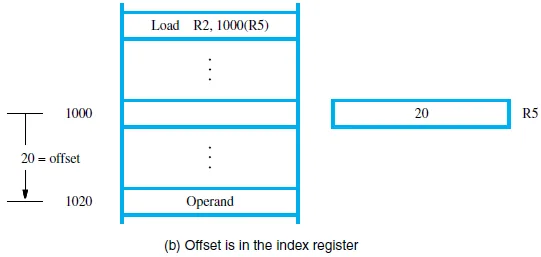 Load R2, 1000(R5)
1000
20
R5
20 = offset
1020
Operand
(b) Offset is in the index register